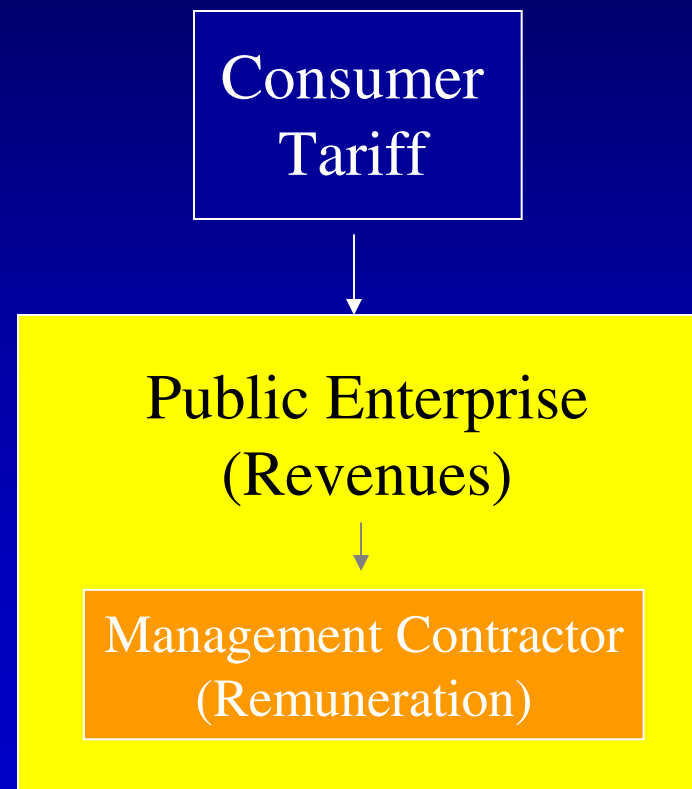 Consumer
Tariff
Public Enterprise
(Revenues)
Management Contractor
(Remuneration)